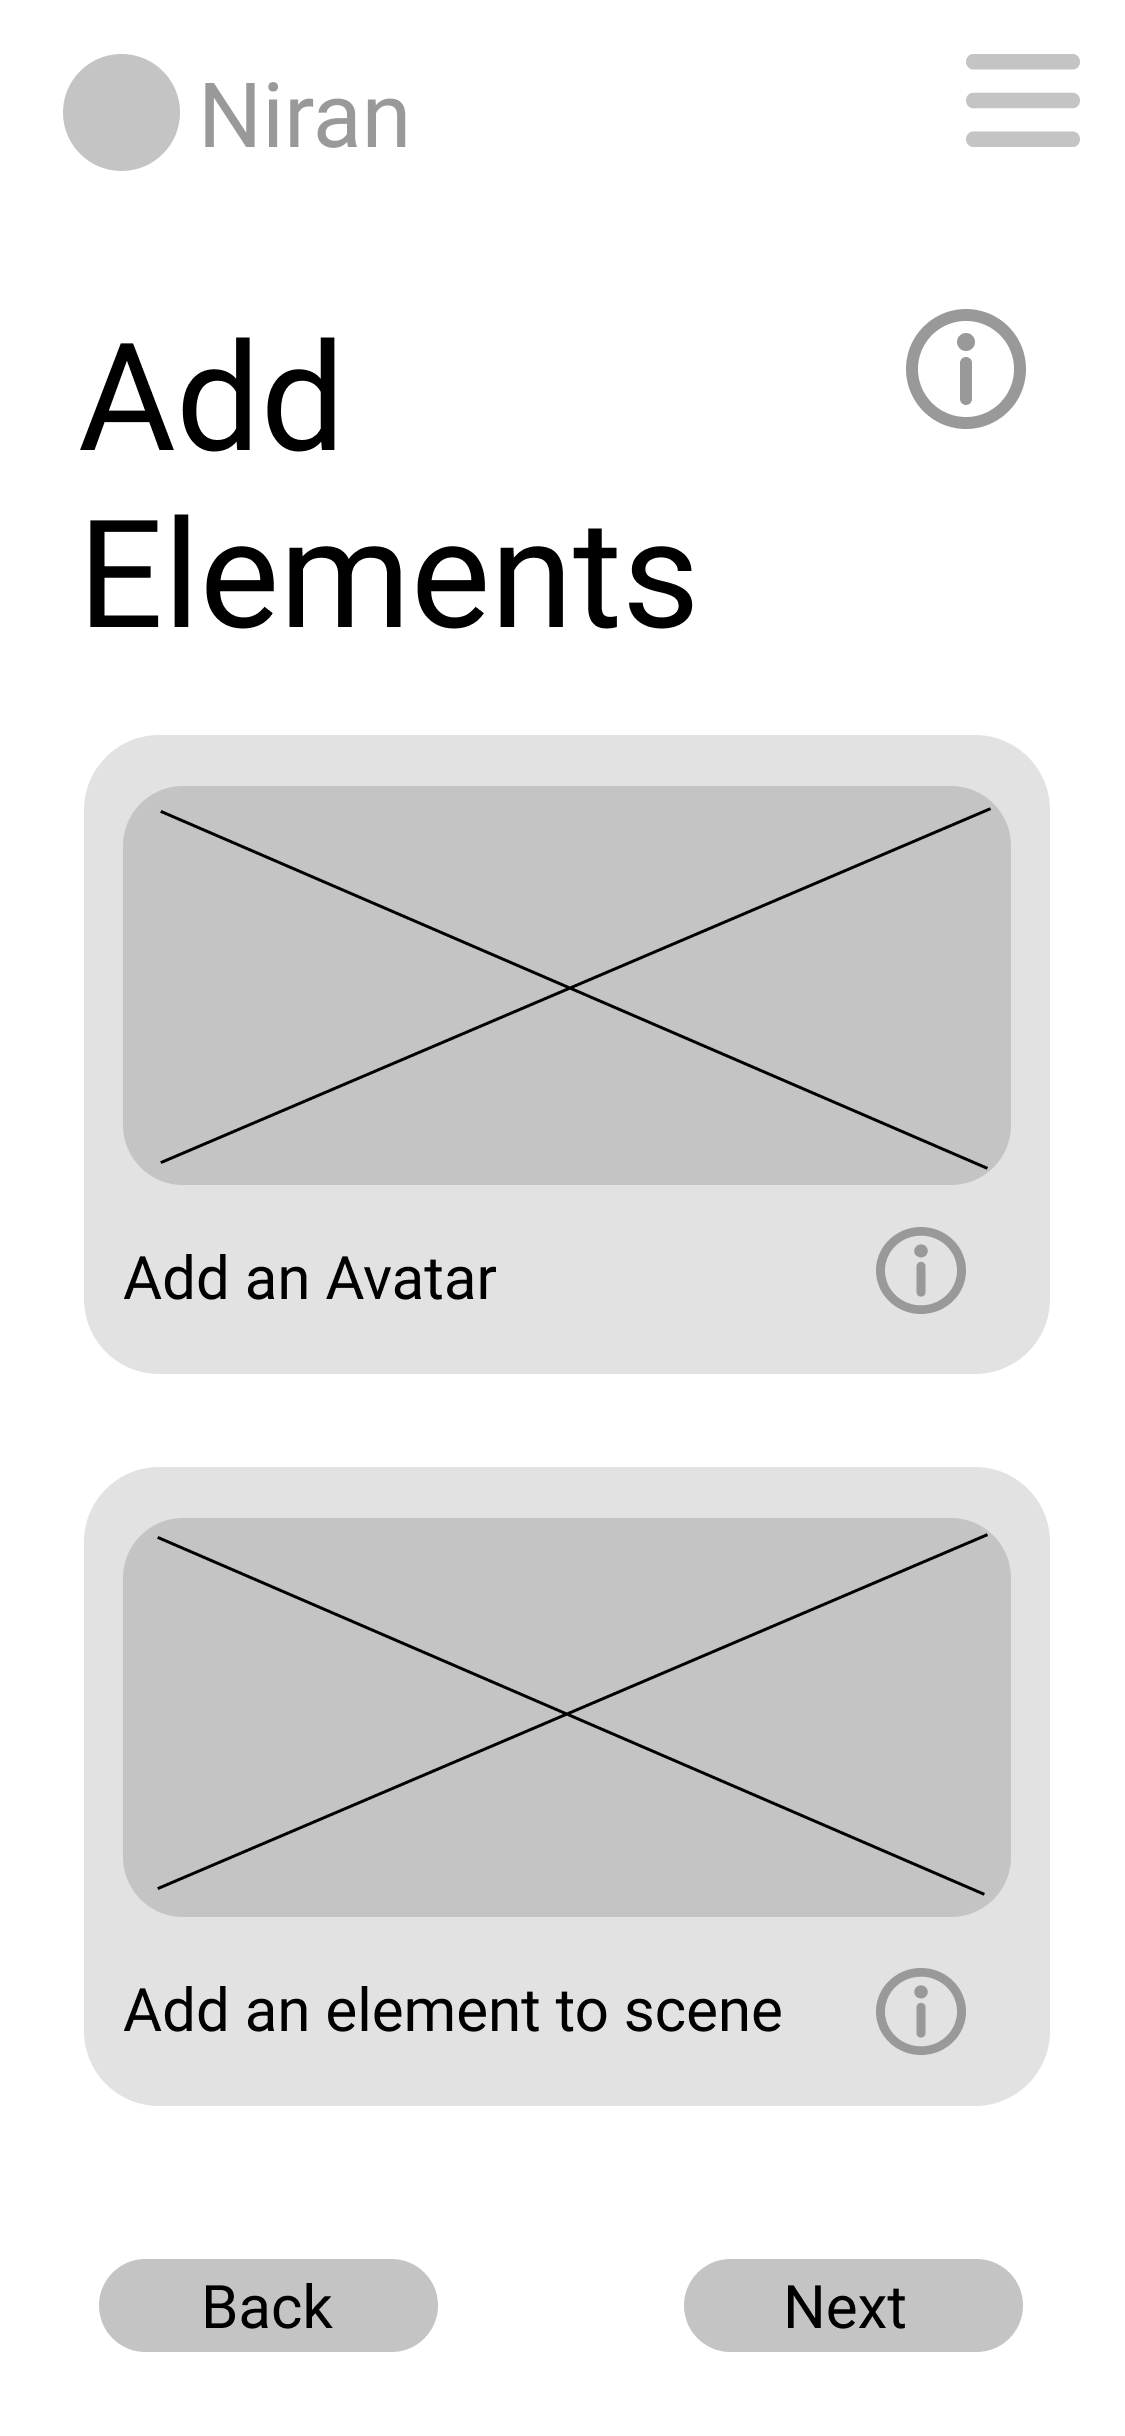 Niran
Add
Elements
Add an Avatar
Add an element to scene
Back
Next